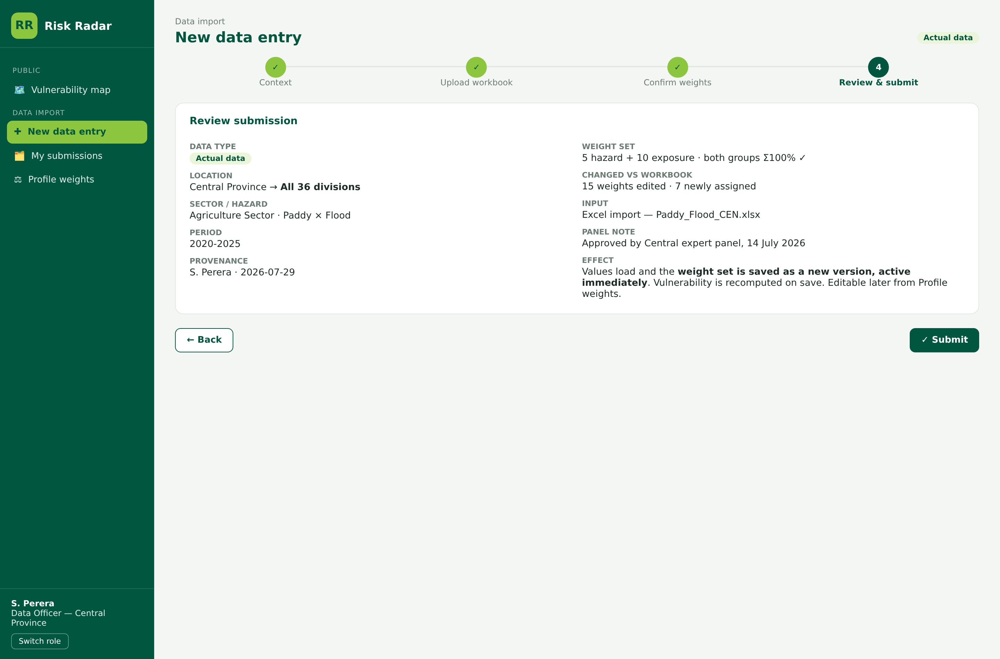 RR Risk Radar
PUBLIC
Vulnerability map
DATA IMPORT
✚ New data entry
My submissions
⚖ Profile weights
S. Perera
Data Officer — Central
Province
Switch role
Data import
New data entry
Actual data
✓ ✓ ✓ 4
Context Upload workbook Confirm weights Review & submit
Review submission
DATA TYPE
Actual data
LOCATION
Central Province → All 36 divisions
SECTOR / HAZARD
Agriculture Sector · Paddy × Flood
PERIOD
2020-2025
PROVENANCE
S. Perera · 2026-07-29
WEIGHT SET
5 hazard + 10 exposure · both groups Σ100% ✓
CHANGED VS WORKBOOK
15 weights edited · 7 newly assigned
INPUT
Excel import — Paddy_Flood_CEN.xlsx
PANEL NOTE
Approved by Central expert panel, 14 July 2026
EFFECT
Values load and the weight set is saved as a new version, active
immediately. Vulnerability is recomputed on save. Editable later from Profile
weights.
← Back
✓ Submit